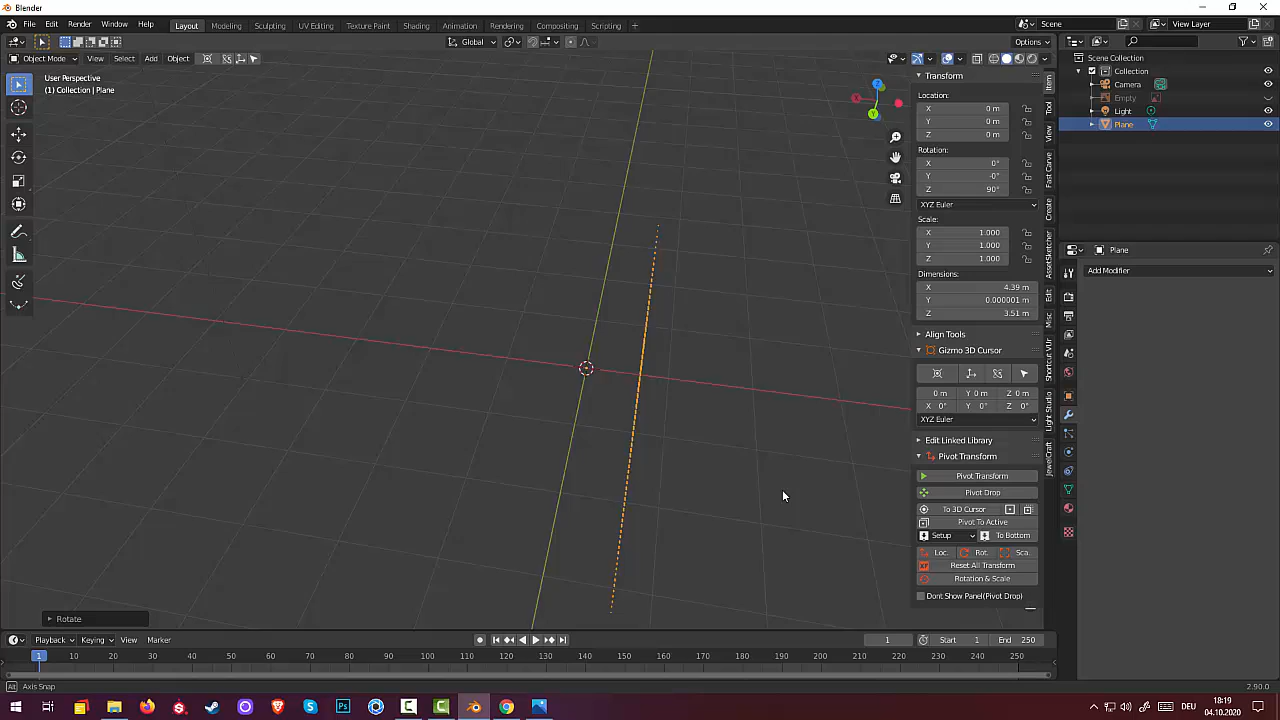 Blender
File Edit Render Window Help Layout Modeling Sculpting UV Editing Texture Paint Shading Animation Rendering Compositing Scripting + Scene View Layer
Global Options
Object Mode View Select Add Object
User Perspective
(1) Collection | Plane
Transform
Location:
X 0 m
Y 0 m
Z 0 m
Rotation:
X 0°
Y -0°
Z 90°
XYZ Euler
Scale:
X 1.000
Y 1.000
Z 1.000
Dimensions:
X 4.39 m
Y 0.000001 m
Z 3.51 m
Align Tools
Gizmo 3D Cursor
0 m Y 0 m Z 0 m
X 0° Y 0° Z 0°
XYZ Euler
Edit Linked Library
Pivot Transform
Pivot Transform
Pivot Drop
To 3D Cursor
Pivot To Active
Setup To Bottom
Loc. Rot. Sca.
Reset All Transform
Rotation & Scale
Dont Show Panel(Pivot Drop)
Item
Tool
View
Fast Carve
Create
AssetSketcher
Edit
Misc
Shortcut VUr
Light Studio
JewelCraft
Scene Collection
Collection
Camera
Empty
Light
Plane
Plane
Add Modifier
X
Y
Z
Rotate
Playback Keying View Marker 1 Start 1 End 250
1 10 20 30 40 50 60 70 80 90 100 110 120 130 140 150 160 170 180 190 200 210 220 230 240 250
Alt Axis Snap 2.90.0
DEU 18:19
04.10.2020